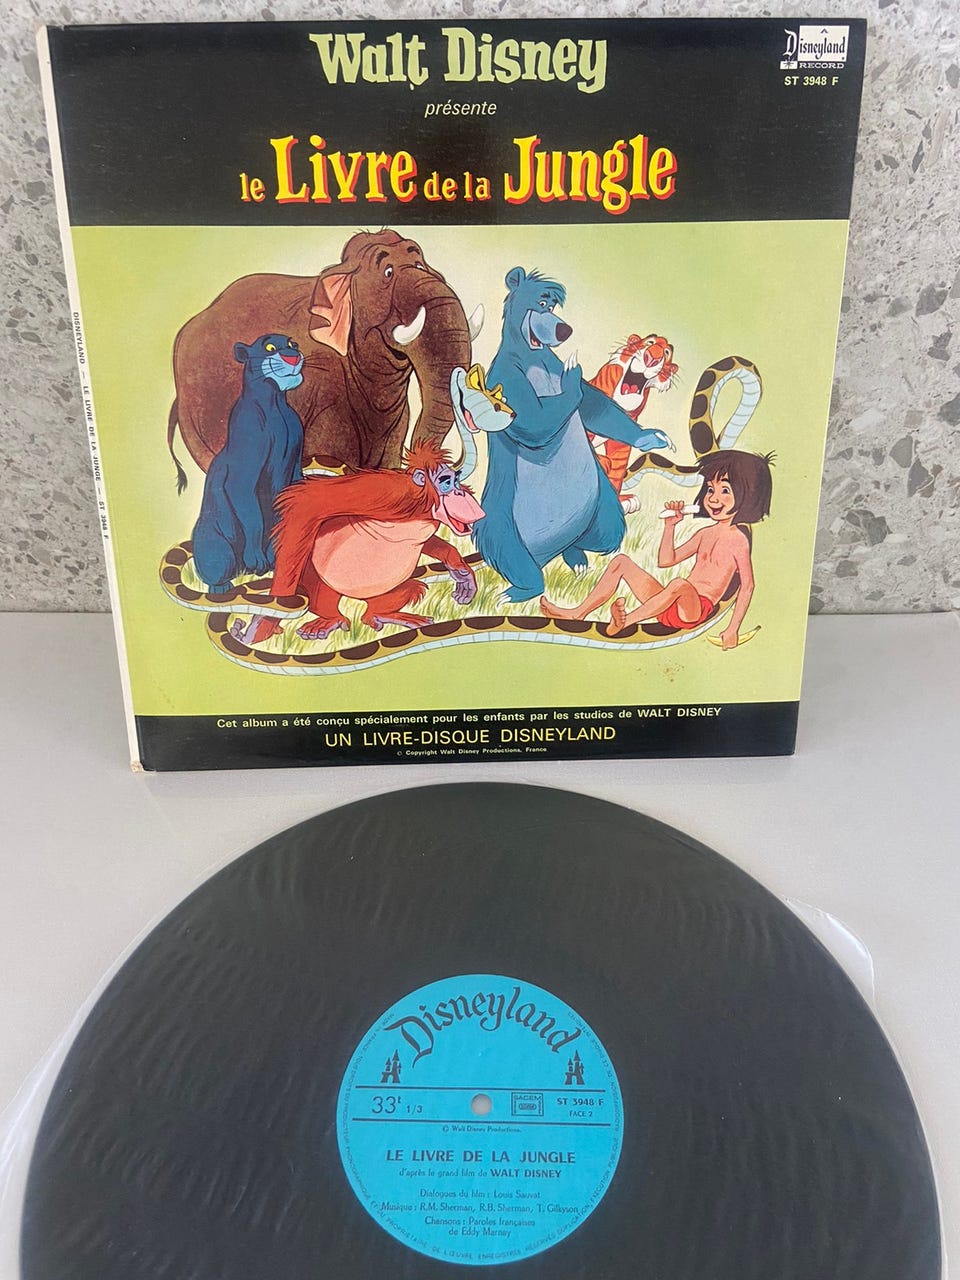 Walt Disney
présente
le Livre de la Jungle
Disneyland
RECORD
ST 3948 F
DISNEYLAND — LE LIVRE DE LA JUNGLE — ST 3948 F
Cet album a été conçu spécialement pour les enfants par les studios de WALT DISNEY
UN LIVRE-DISQUE DISNEYLAND
© Copyright Walt Disney Productions, France
Disneyland
33t 1/3
SACEM
ST 3948 F
FACE 2
© Walt Disney Productions.
LE LIVRE DE LA JUNGLE
d'après le grand film de WALT DISNEY
Dialogues du film : Louis Sauvat
Musique : R.M. Sherman, R.B. Sherman, T. Gilkyson
Chansons : Paroles françaises
de Eddy Marnay